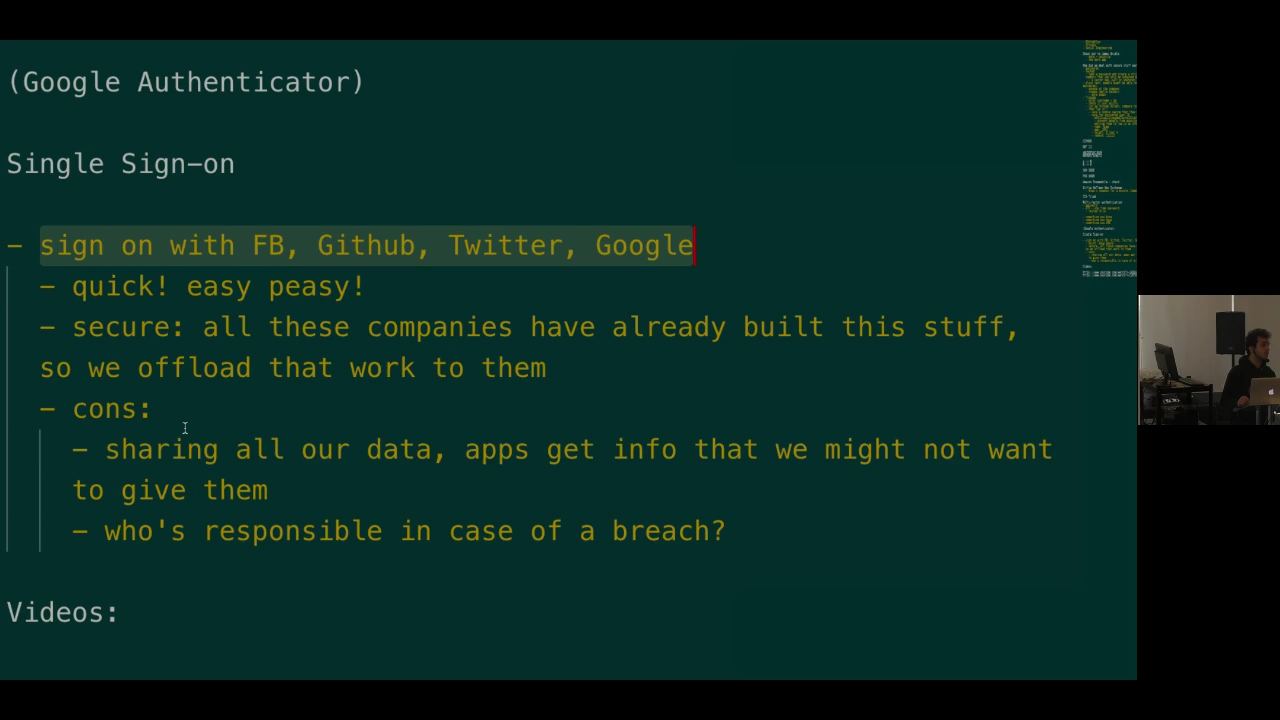 (Google Authenticator)
Single Sign-on
- sign on with FB, Github, Twitter, Google
- quick! easy peasy!
- secure: all these companies have already built this stuff,
so we offload that work to them
- cons:
- sharing all our data, apps get info that we might not want
to give them
- who's responsible in case of a breach?
Videos: